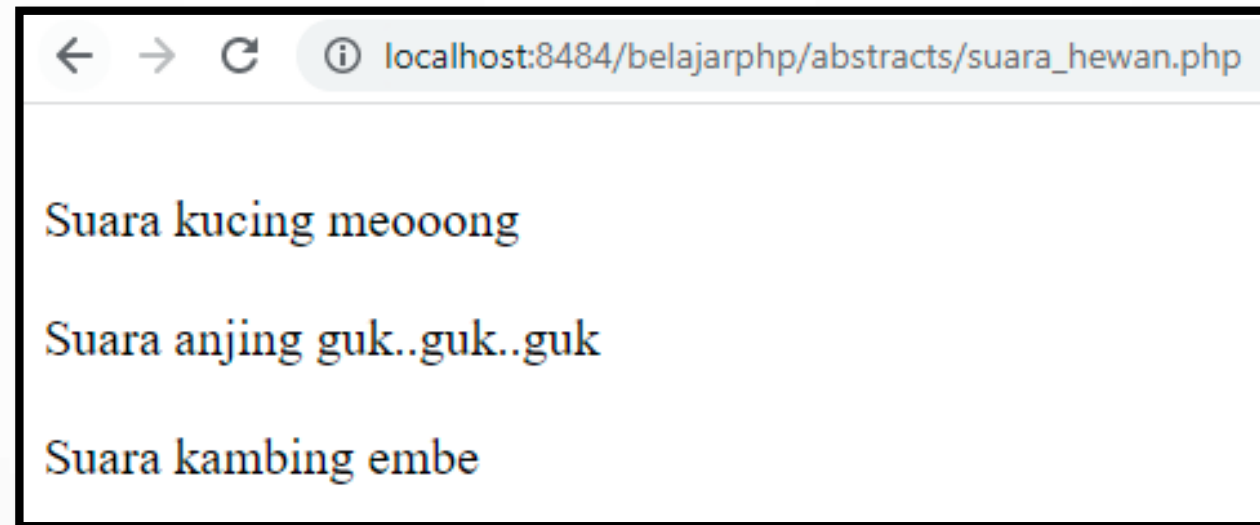 localhost:8484/belajarphp/abstracts/suara_hewan.php
Suara kucing meooong
Suara anjing guk..guk..guk
Suara kambing embe